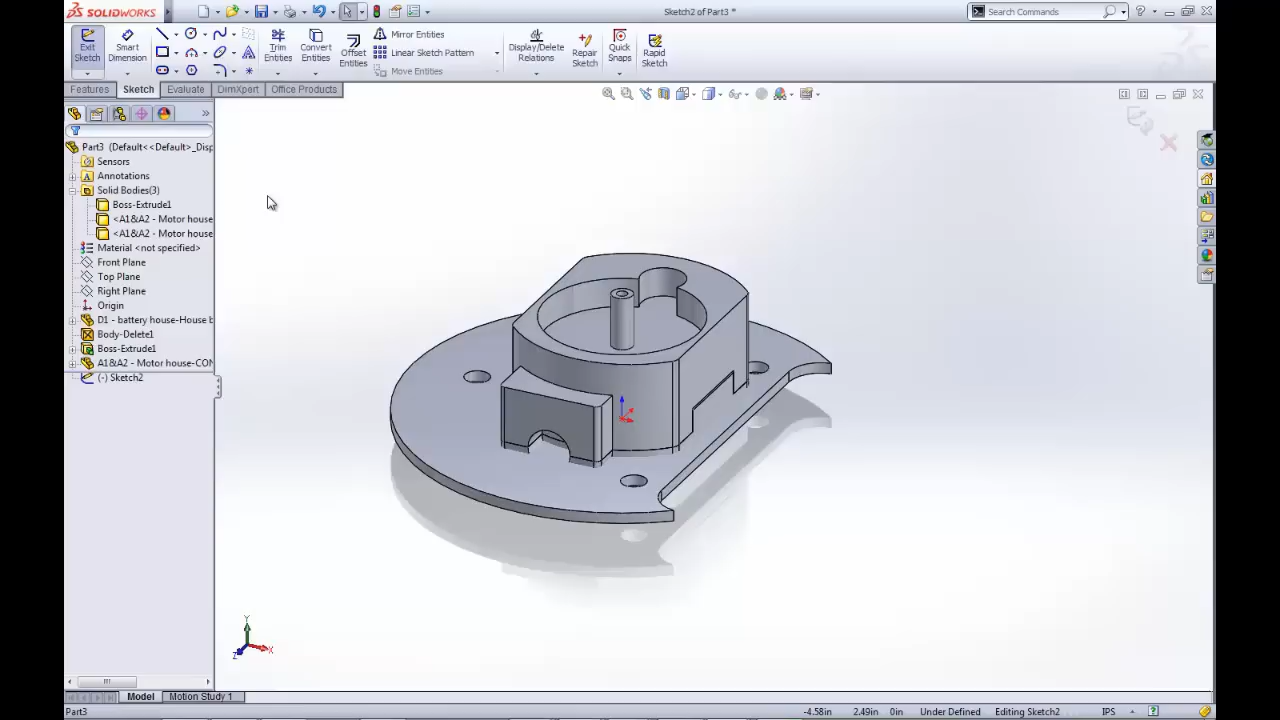 SOLIDWORKS
Sketch2 of Part3 *
Search Commands
Exit Sketch
Smart Dimension
Trim Entities
Convert Entities
Offset Entities
Mirror Entities
Linear Sketch Pattern
Move Entities
Display/Delete Relations
Repair Sketch
Quick Snaps
Rapid Sketch
Features
Sketch
Evaluate
DimXpert
Office Products
Part3 (Default<<Default>_Disp
Sensors
Annotations
Solid Bodies(3)
Boss-Extrude1
<A1&A2 - Motor house
<A1&A2 - Motor house
Material <not specified>
Front Plane
Top Plane
Right Plane
Origin
D1 - battery house-House b
Body-Delete1
Boss-Extrude1
A1&A2 - Motor house-CON
(-) Sketch2
Y
X
Z
Model
Motion Study 1
Part3
-4.58in
2.49in
0in
Under Defined
Editing Sketch2
IPS